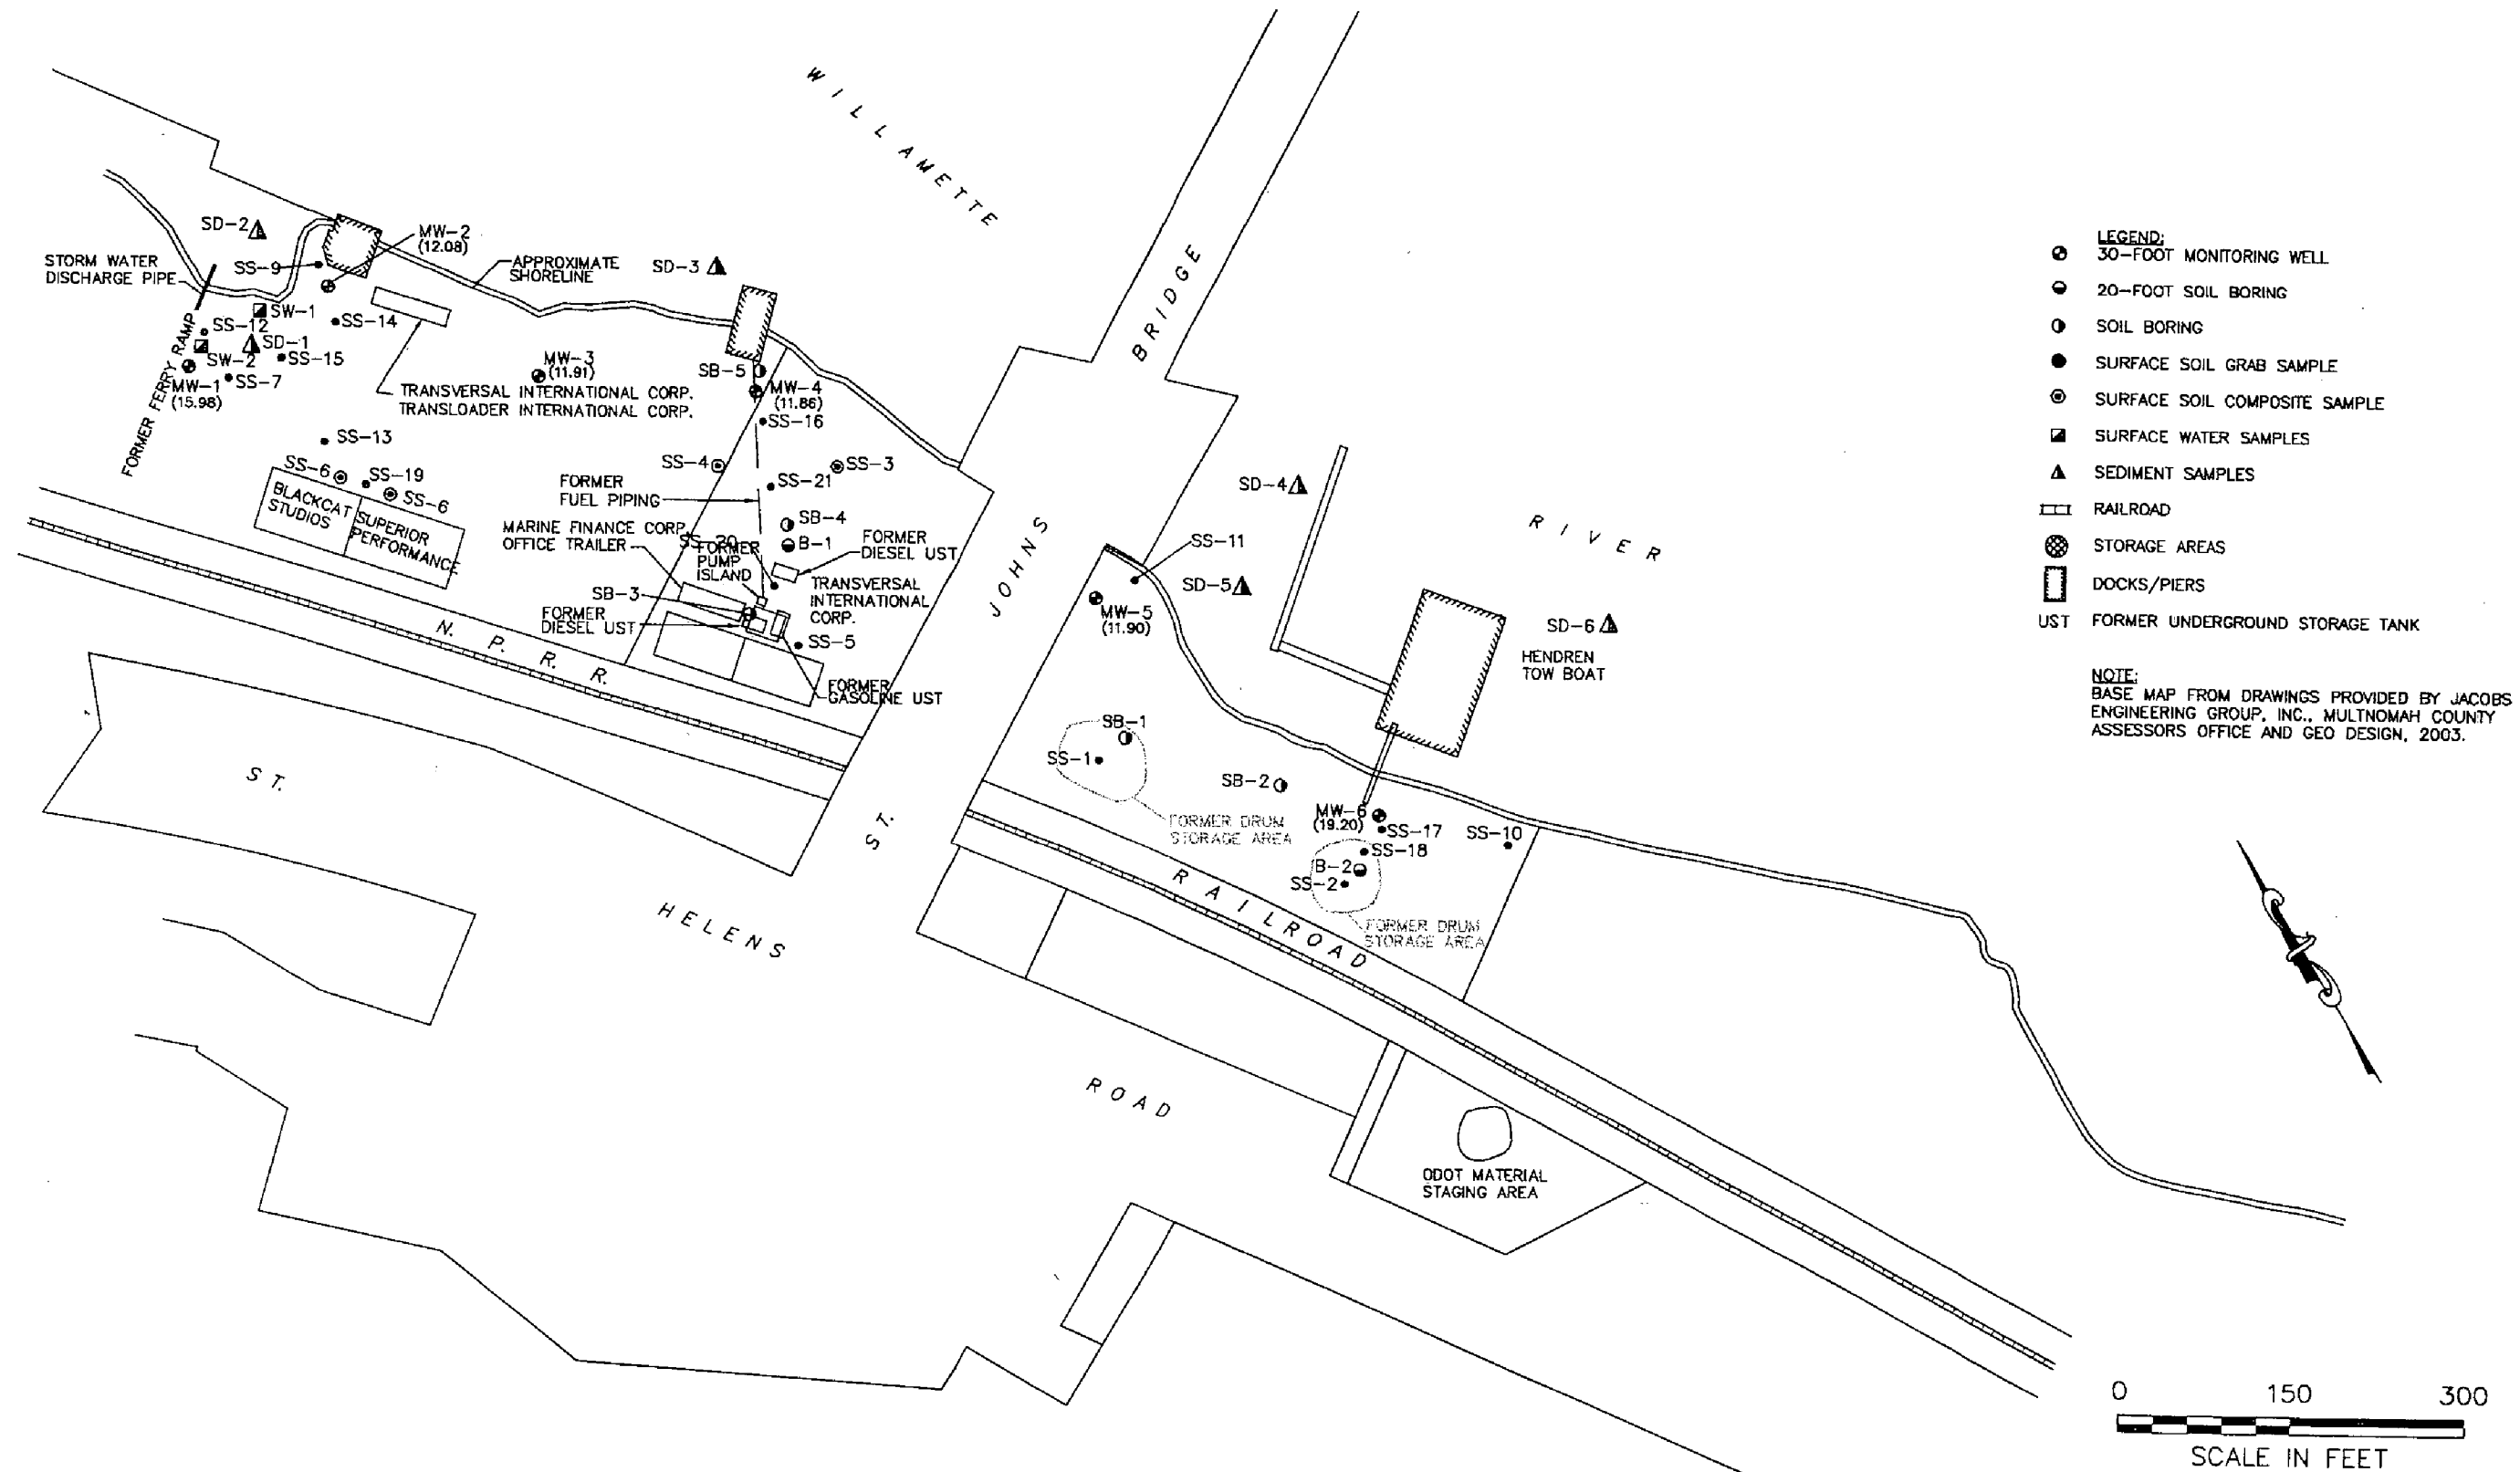 WILLAMETTE
RIVER
ST.
JOHNS
BRIDGE
SD-2
STORM WATER
DISCHARGE PIPE
SS-9
MW-2
(12.08)
APPROXIMATE
SHORELINE
SD-3
SW-1
SS-12
SS-14
SD-1
SW-2
SS-15
MW-1
(15.98)
SS-7
FORMER FERRY RAMP
MW-3
(11.91)
TRANSVERSAL INTERNATIONAL CORP.
TRANSLOADER INTERNATIONAL CORP.
SB-5
MW-4
(11.86)
SS-16
SS-13
SS-6
SS-19
SS-6
BLACKCAT
STUDIOS
SUPERIOR
PERFORMANCE
SS-4
SS-3
FORMER
FUEL PIPING
SS-21
SB-4
MARINE FINANCE CORP.
OFFICE TRAILER
SS-20
B-1
FORMER
DIESEL UST
FORMER
PUMP
ISLAND
SB-3
TRANSVERSAL
INTERNATIONAL
CORP.
FORMER
DIESEL UST
SS-5
FORMER
GASOLINE UST
N. P. R. R.
SD-4
SS-11
SD-5
MW-5
(11.90)
SD-6
HENDREN
TOW BOAT
SB-1
SS-1
FORMER DRUM
STORAGE AREA
SB-2
MW-6
(19.20)
SS-17
SS-10
SS-18
B-2
SS-2
FORMER DRUM
STORAGE AREA
RAILROAD
ST.
HELENS
ROAD
ODOT MATERIAL
STAGING AREA
LEGEND:
30-FOOT MONITORING WELL
20-FOOT SOIL BORING
SOIL BORING
SURFACE SOIL GRAB SAMPLE
SURFACE SOIL COMPOSITE SAMPLE
SURFACE WATER SAMPLES
SEDIMENT SAMPLES
RAILROAD
STORAGE AREAS
DOCKS/PIERS
UST FORMER UNDERGROUND STORAGE TANK
NOTE:
BASE MAP FROM DRAWINGS PROVIDED BY JACOBS
ENGINEERING GROUP, INC., MULTNOMAH COUNTY
ASSESSORS OFFICE AND GEO DESIGN, 2003.
0 150 300
SCALE IN FEET